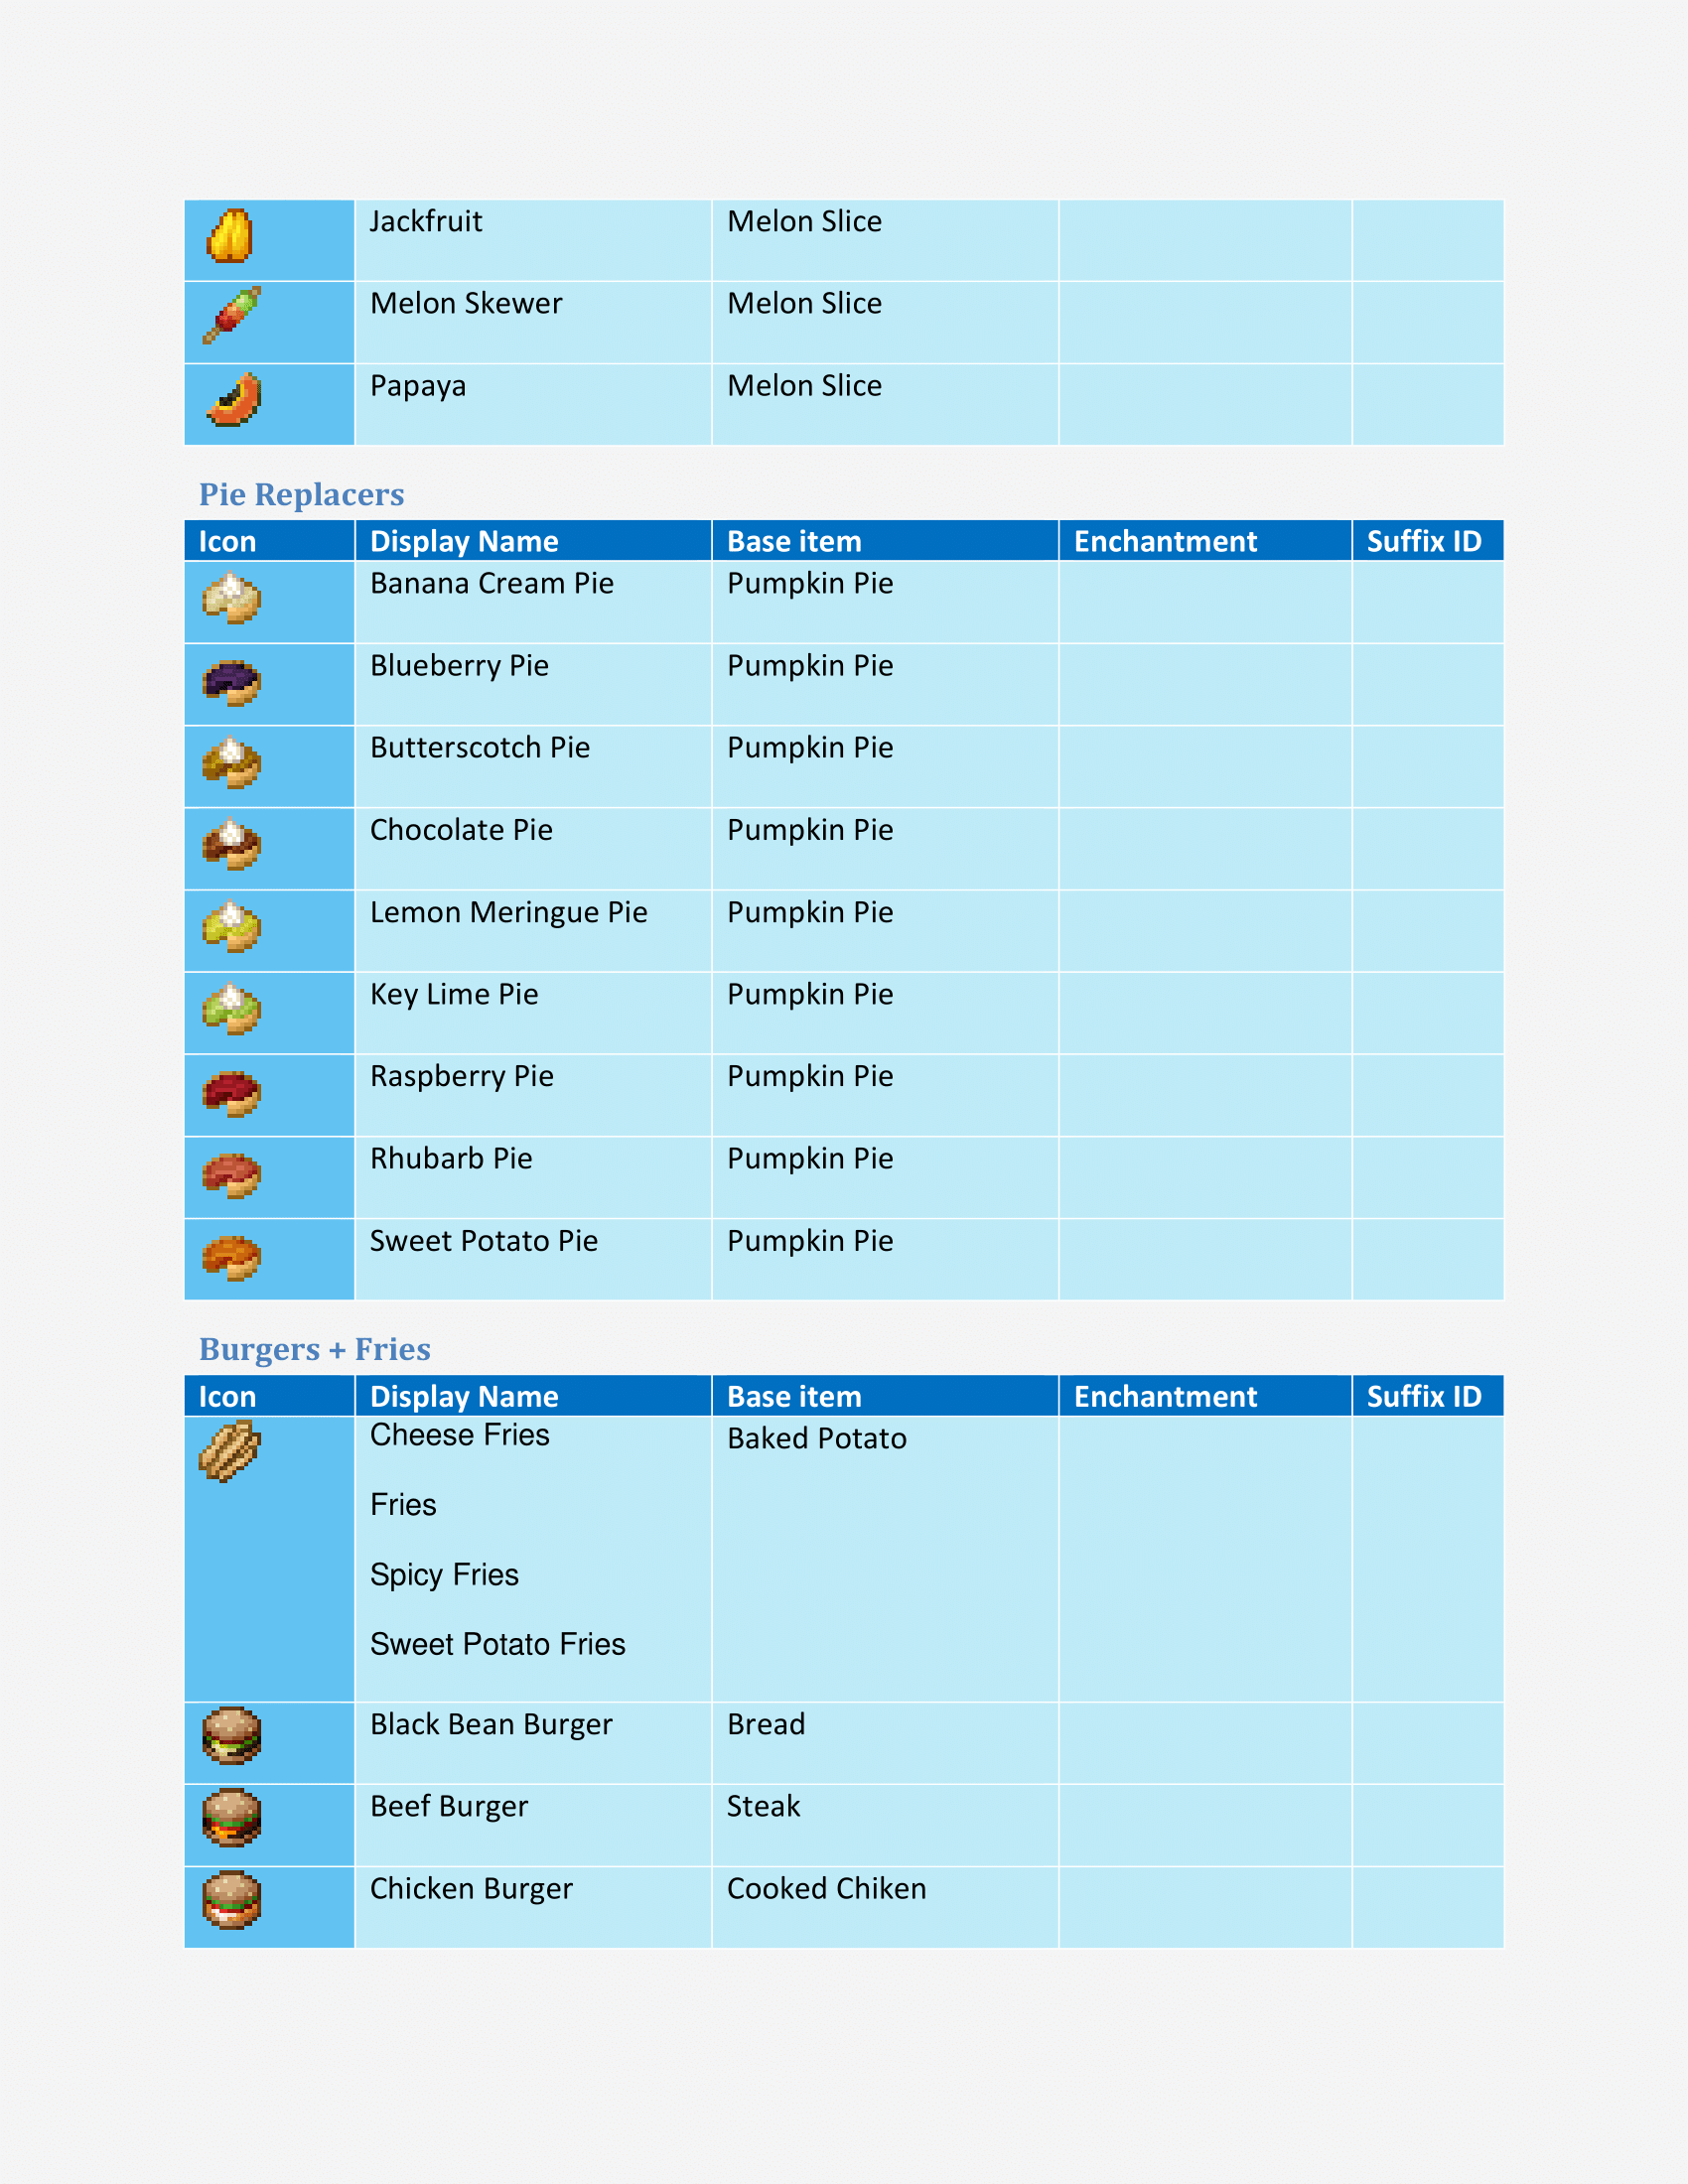 Jackfruit Melon Slice
Melon Skewer Melon Slice
Papaya Melon Slice
Pie Replacers
Icon Display Name Base item Enchantment Suffix ID
Banana Cream Pie Pumpkin Pie
Blueberry Pie Pumpkin Pie
Butterscotch Pie Pumpkin Pie
Chocolate Pie Pumpkin Pie
Lemon Meringue Pie Pumpkin Pie
Key Lime Pie Pumpkin Pie
Raspberry Pie Pumpkin Pie
Rhubarb Pie Pumpkin Pie
Sweet Potato Pie Pumpkin Pie
Burgers + Fries
Icon Display Name Base item Enchantment Suffix ID
Cheese Fries Baked Potato
Fries
Spicy Fries
Sweet Potato Fries
Black Bean Burger Bread
Beef Burger Steak
Chicken Burger Cooked Chiken